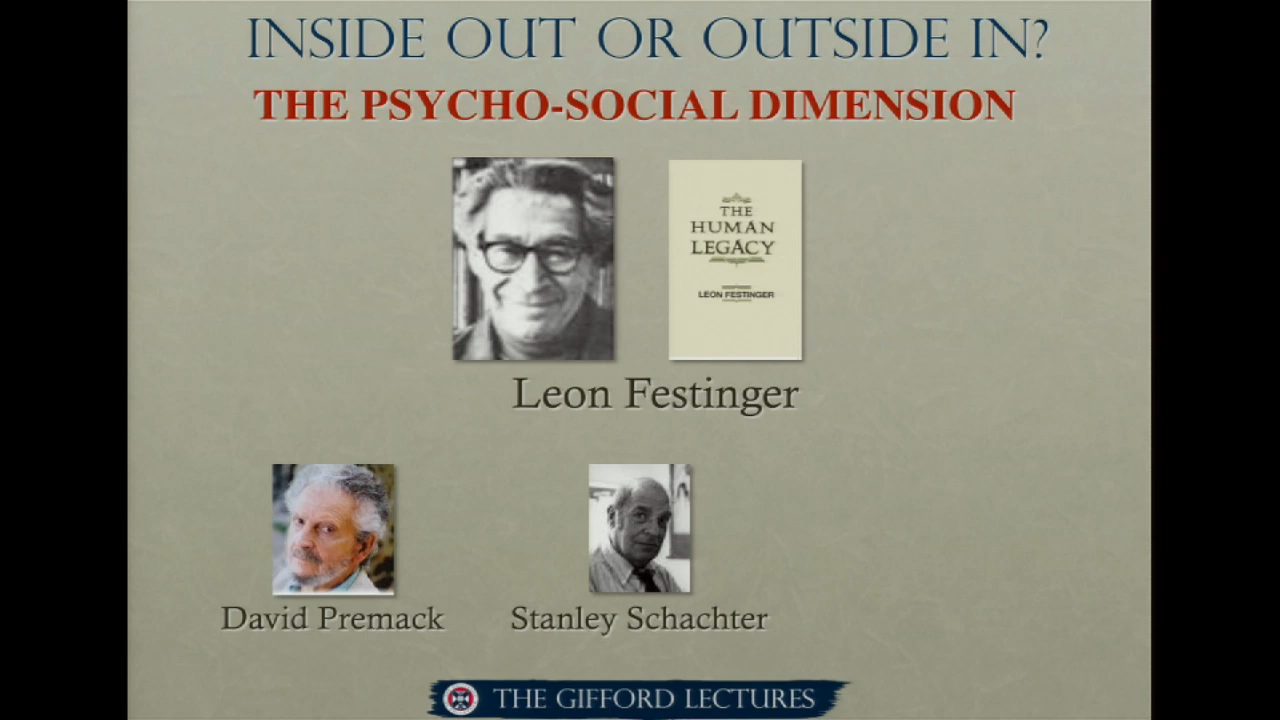 INSIDE OUT OR OUTSIDE IN?
THE PSYCHO-SOCIAL DIMENSION
THE
HUMAN
LEGACY
LEON FESTINGER
Leon Festinger
David Premack
Stanley Schachter
THE GIFFORD LECTURES